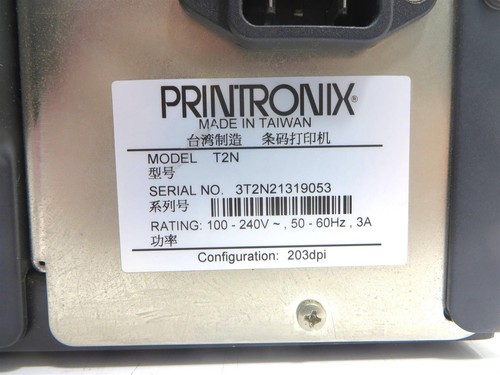 PRINTRONIX®
MADE IN TAIWAN
台湾制造 条码打印机
MODEL T2N
型号
SERIAL NO. 3T2N21319053
系列号
RATING: 100 - 240V ~ , 50 - 60Hz , 3A
功率
Configuration: 203dpi